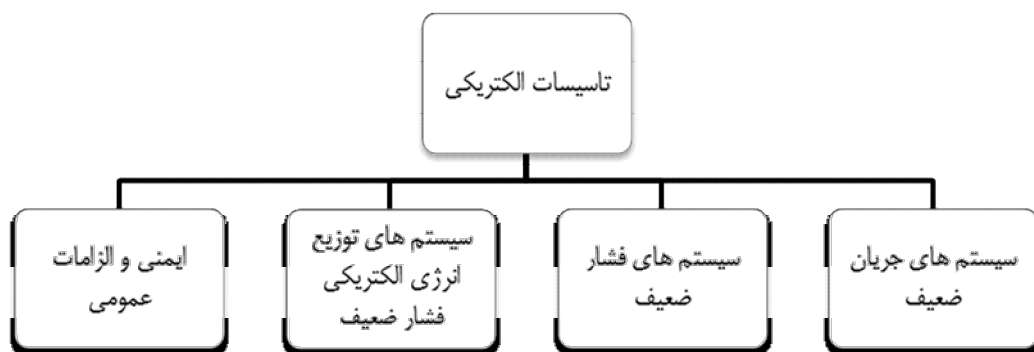 تاسیسات الکتریکی
سیستم های جریان
ضعیف
سیستم های فشار
ضعیف
سیستم های توزیع
انرژی الکتریکی
فشار ضعیف
ایمنی و الزامات
عمومی